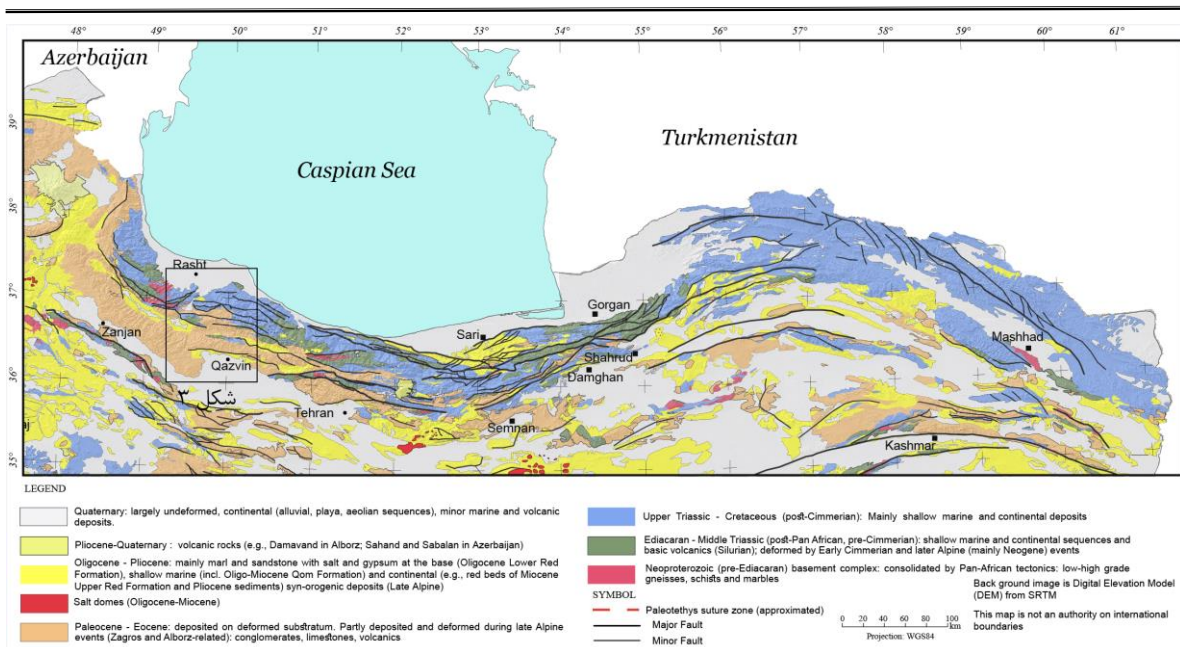 48° 49° 50° 51° 52° 53° 54° 55° 56° 57° 58° 59° 60° 61°
Azerbaijan
39°
Turkmenistan
Caspian Sea
38°
Rasht
37°
Gorgan
Zanjan
Sari
Mashhad
Qazvin
Shahrud
36°
Damghan
شکل ۳
Tehran
Semnan
Kashmar
35°
LEGEND
Quaternary: largely undeformed, continental (alluvial, playa, aeolian sequences), minor marine and volcanic
deposits.
Pliocene-Quaternary : volcanic rocks (e.g., Damavand in Alborz; Sahand and Sabalan in Azerbaijan)
Oligocene - Pliocene: mainly marl and sandstone with salt and gypsum at the base (Oligocene Lower Red
Formation), shallow marine (incl. Oligo-Miocene Qom Formation) and continental (e.g., red beds of Miocene
Upper Red Formation and Pliocene sediments) syn-orogenic deposits (Late Alpine)
Salt domes (Oligocene-Miocene)
Paleocene - Eocene: deposited on deformed substratum. Partly deposited and deformed during late Alpine
events (Zagros and Alborz-related): conglomerates, limestones, volcanics
Upper Triassic - Cretaceous (post-Cimmerian): Mainly shallow marine and continental deposits
Ediacaran - Middle Triassic (post-Pan African, pre-Cimmerian): shallow marine and continental sequences and
basic volcanics (Silurian); deformed by Early Cimmerian and later Alpine (mainly Neogene) events
Neoproterozoic (pre-Ediacaran) basement complex: consolidated by Pan-African tectonics: low-high grade
gneisses, schists and marbles
SYMBOL
Paleotethys suture zone (approximated)
Major Fault
Minor Fault
0 20 40 60 80 100
km
Projection: WGS84
Back ground image is Digital Elevation Model
(DEM) from SRTM
This map is not an authority on international
boundaries